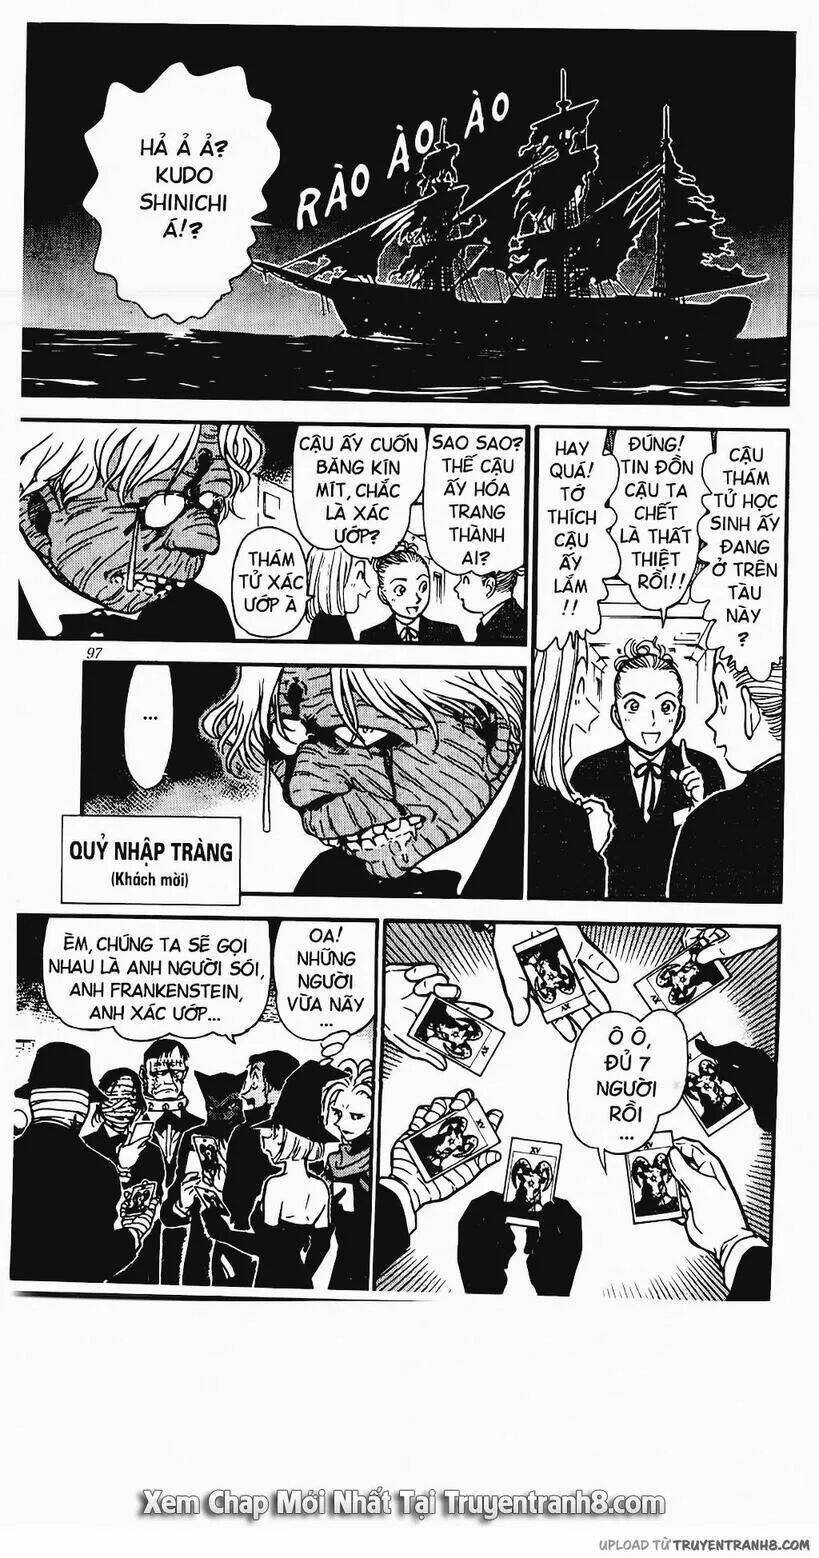 HẢ Ả Ả?
KUDO
SHINICHI
Á!?
RÀO ÀO ÀO
CẬU
THÁM
TỬ HỌC
SINH ẤY
ĐANG
Ở TRÊN
TÀU
NÀY
?
ĐÚNG!
TIN ĐỒN
CẬU TA
CHẾT
LÀ THẤT
THIỆT
RỒI!!
HAY
QUÁ!
TỚ
THÍCH
CẬU
ẤY
LẮM
!!
SAO SAO?
THẾ CẬU
ẤY HÓA
TRANG
THÀNH
AI?
CẬU ẤY CUỐN
BĂNG KÍN
MÍT, CHẮC
LÀ XÁC
ƯỚP?
THÁM
TỬ XÁC
ƯỚP À
97
...
QUỶ NHẬP TRÀNG
(Khách mời)
Ô Ô,
ĐỦ 7
NGƯỜI
RỒI
...
XV
XV
XV
XV
OA!
NHỮNG
NGƯỜI
VỪA NÃY
...
ÈM, CHÚNG TA SẼ GỌI
NHAU LÀ ANH NGƯỜI SÓI,
ANH FRANKENSTEIN,
ANH XÁC ƯỚP...
Xem Chap Mới Nhất Tại Truyentranh8.com
UPLOAD TỪ TRUYENTRANH8.COM